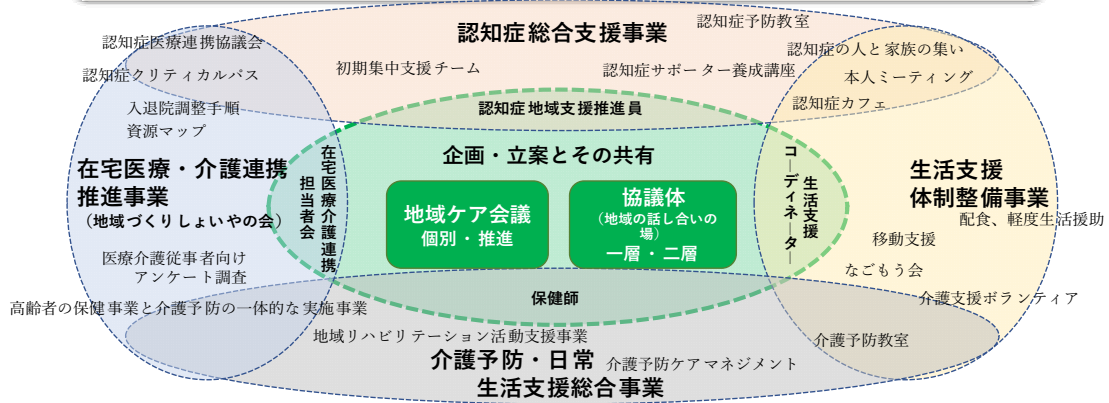 認知症予防教室
認知症総合支援事業
認知症医療連携協議会
認知症の人と家族の集い
初期集中支援チーム
認知症サポーター養成講座
認知症クリティカルパス
本人ミーティング
認知症カフェ
入退院調整手順
資源マップ
認知症地域支援推進員
企画・立案とその共有
在宅医療・介護連携
推進事業
（地域づくりしょいやの会）
在宅医療介護連携
担当者会
地域ケア会議
個別・推進
協議体
（地域の話し合いの
場）
一層・二層
生活支援
コーディネーター
生活支援
体制整備事業
配食、軽度生活援助
移動支援
なごもう会
介護支援ボランティア
医療介護従事者向け
アンケート調査
高齢者の保健事業と介護予防の一体的な実施事業
保健師
地域リハビリテーション活動支援事業
介護予防教室
介護予防・日常
生活支援総合事業
介護予防ケアマネジメント